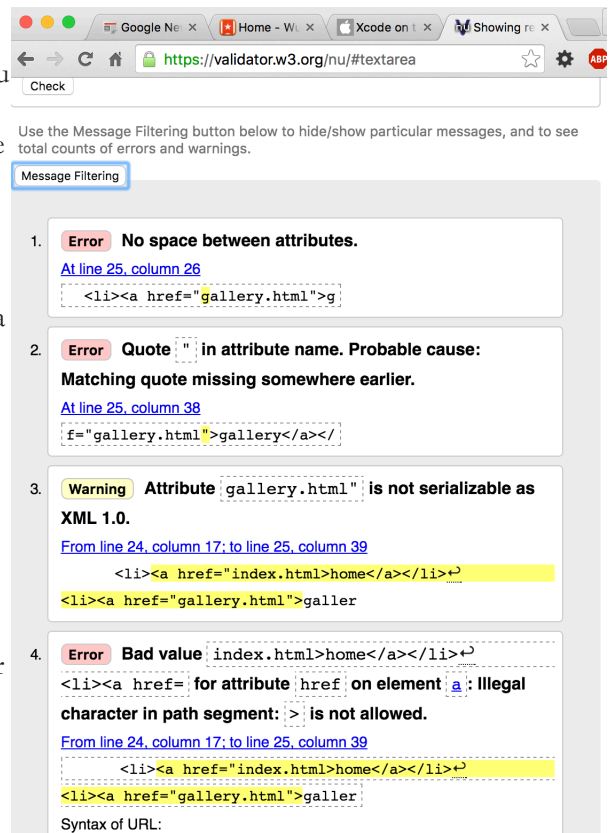 Google Ne
Home - Wu
Xcode on t
Showing re
https://validator.w3.org/nu/#textarea
ABP
Check
Use the Message Filtering button below to hide/show particular messages, and to see
total counts of errors and warnings.
Message Filtering
1. Error No space between attributes.
At line 25, column 26
<li><a href="gallery.html">g
2. Error Quote " in attribute name. Probable cause:
Matching quote missing somewhere earlier.
At line 25, column 38
f="gallery.html">gallery</a></
3. Warning Attribute gallery.html" is not serializable as
XML 1.0.
From line 24, column 17; to line 25, column 39
<li><a href="index.html>home</a></li>↩
<li><a href="gallery.html">galler
4. Error Bad value index.html>home</a></li>↩
<li><a href= for attribute href on element a: Illegal
character in path segment: > is not allowed.
From line 24, column 17; to line 25, column 39
<li><a href="index.html>home</a></li>↩
<li><a href="gallery.html">galler
Syntax of URL: